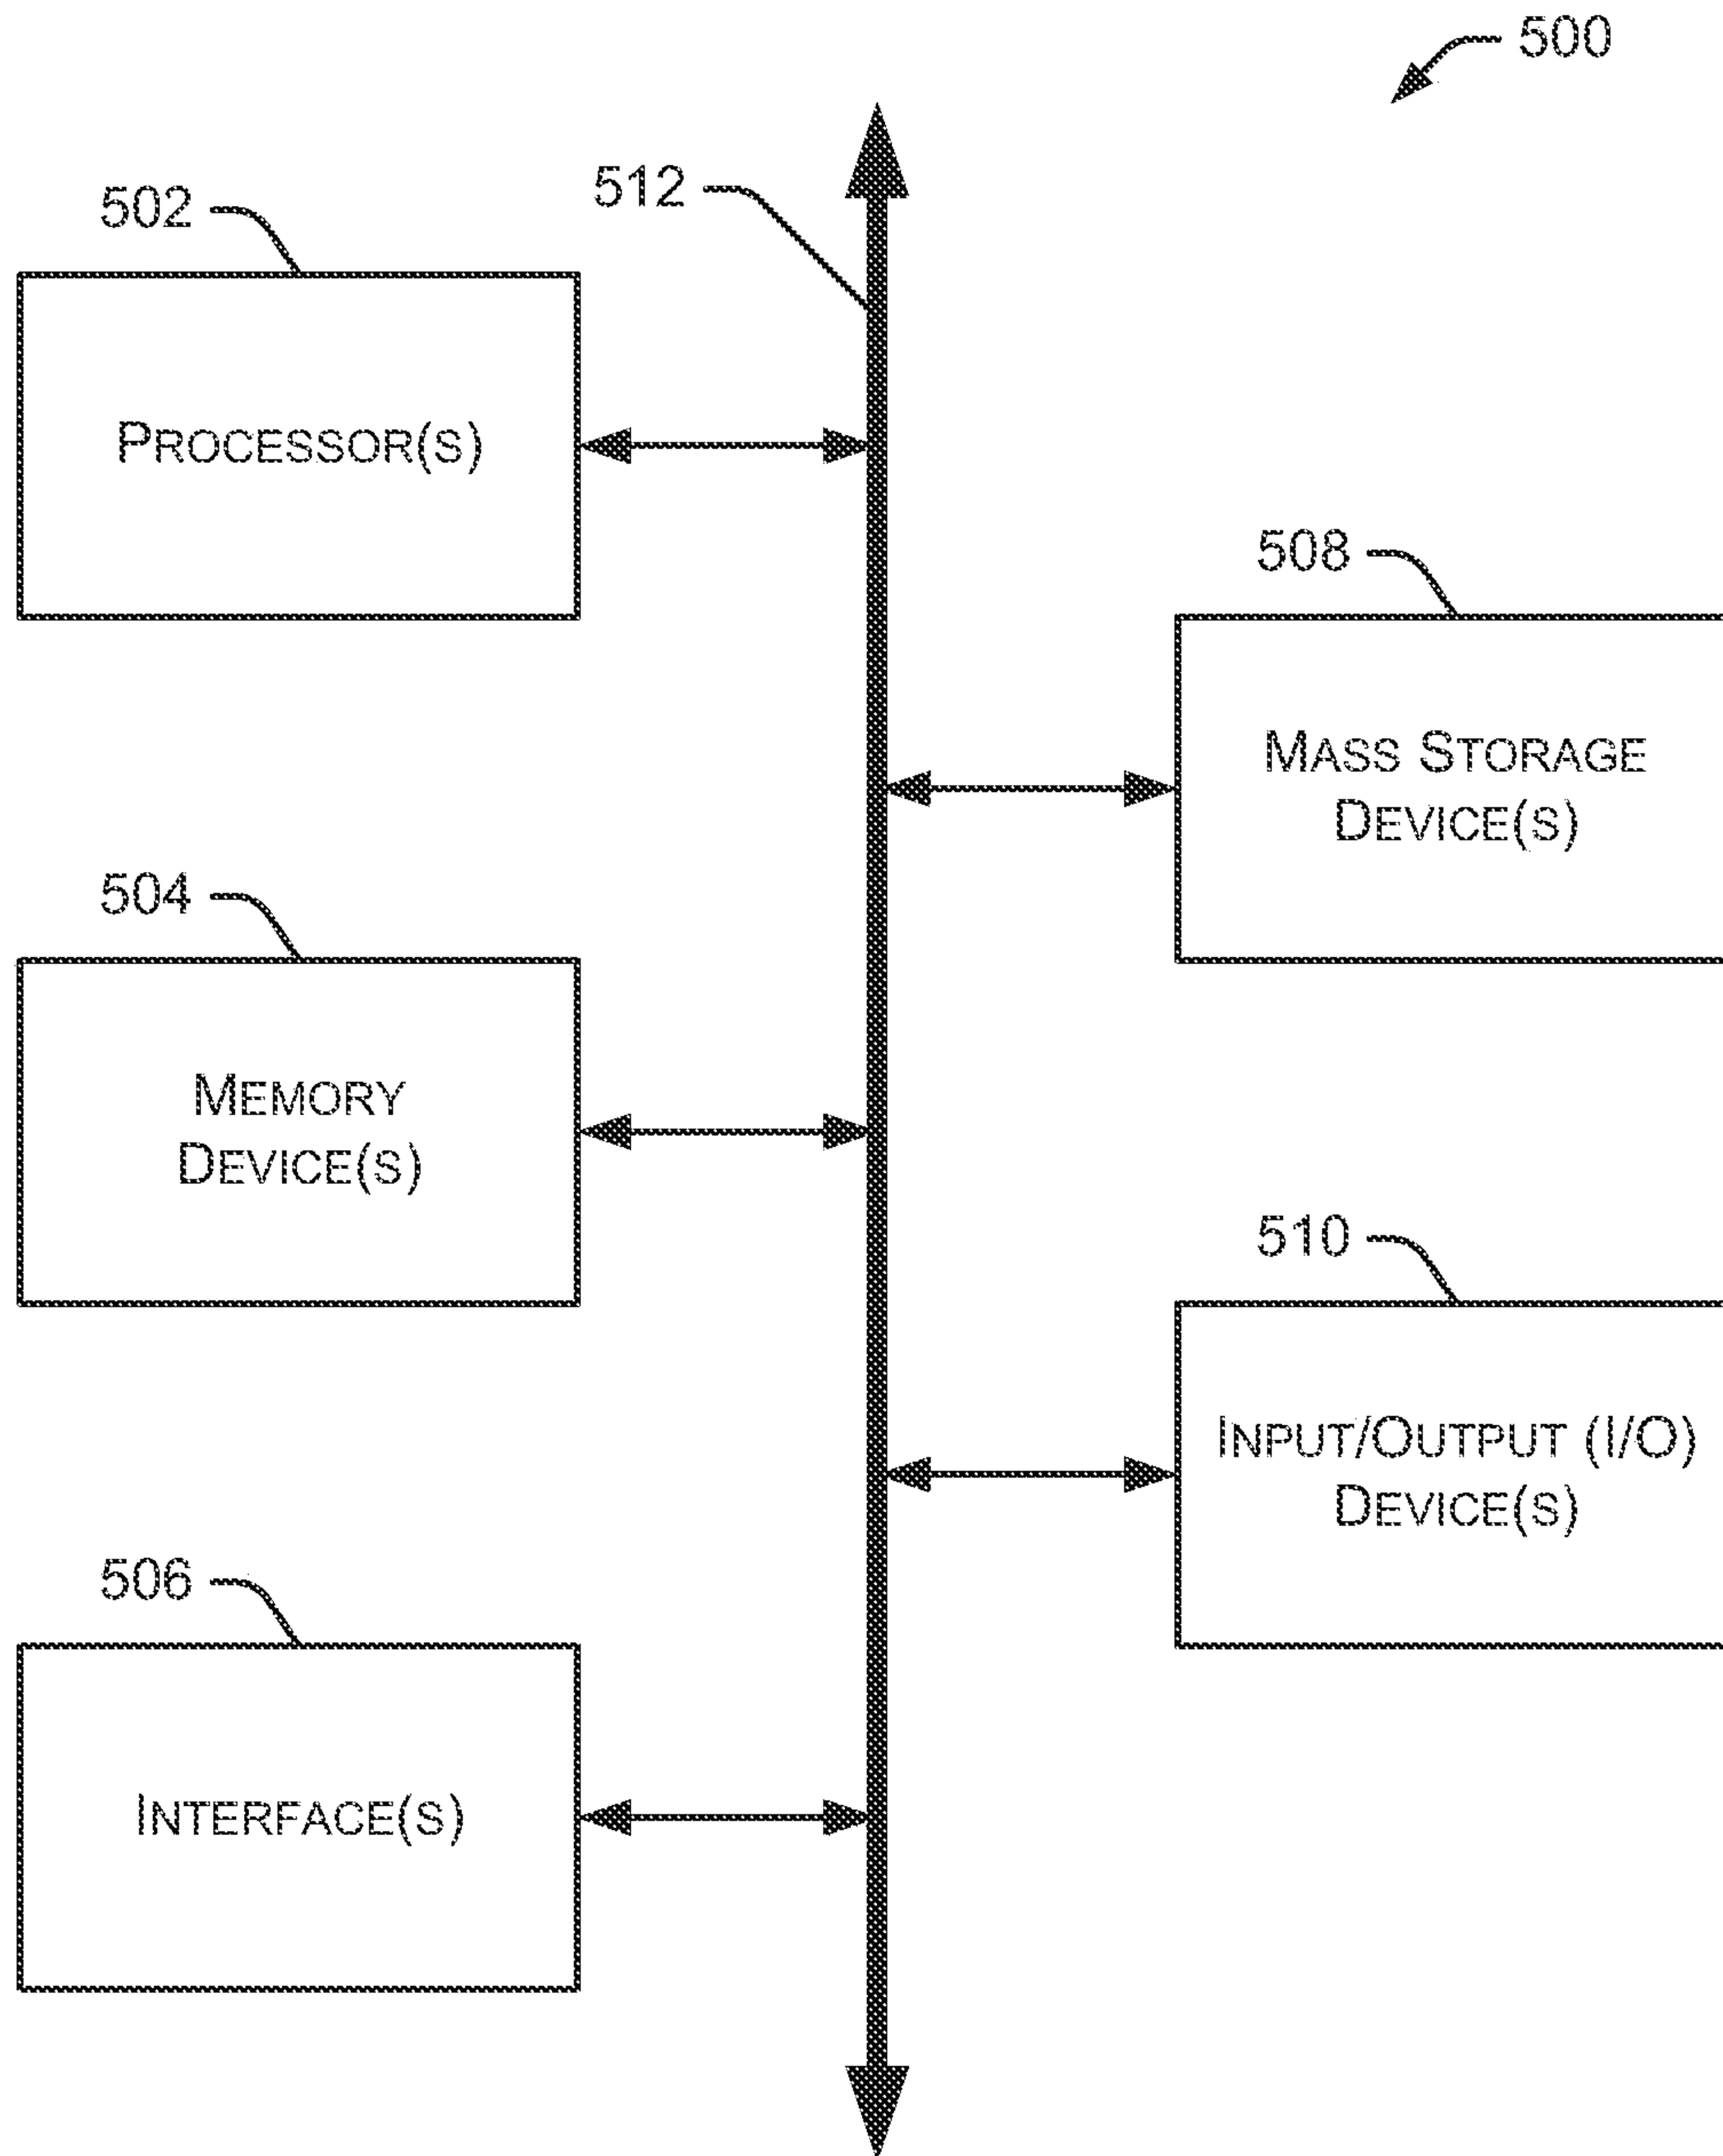 500
502
512
PROCESSOR(S)
508
MASS STORAGE
DEVICE(S)
504
MEMORY
DEVICE(S)
510
INPUT/OUTPUT (I/O)
DEVICE(S)
506
INTERFACE(S)